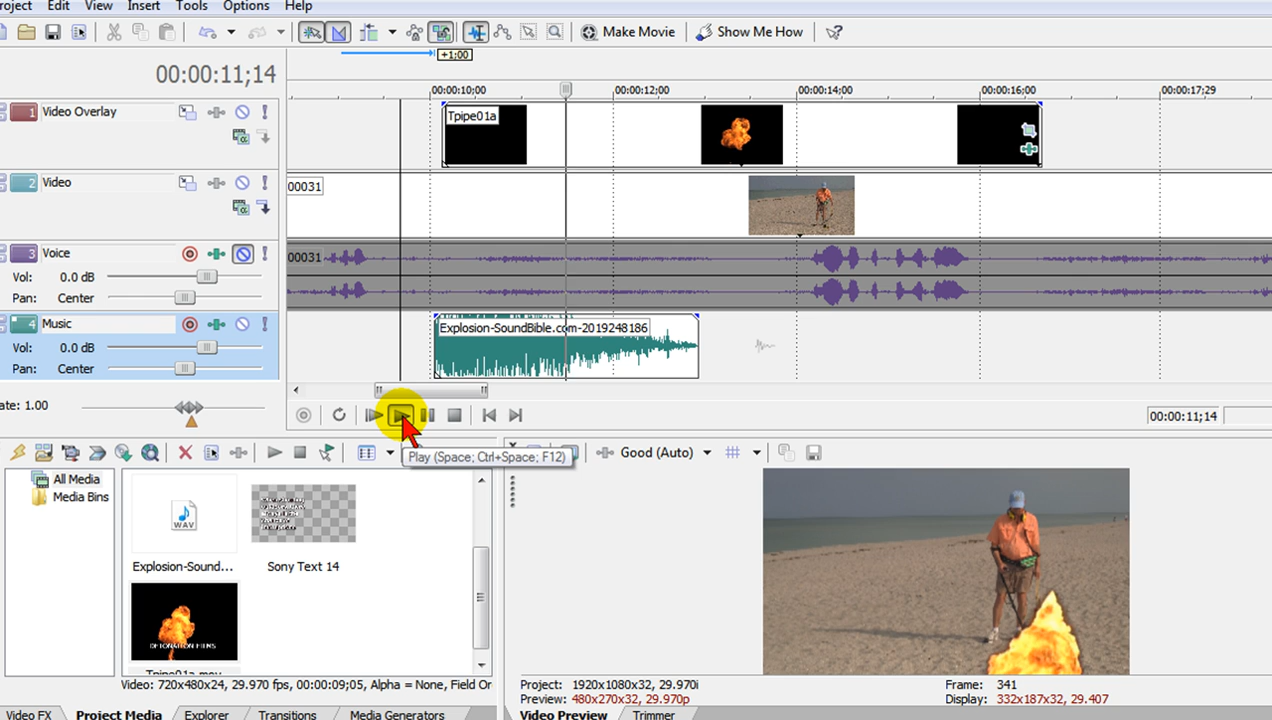 roject Edit View Insert Tools Options Help
Make Movie Show Me How
+1;00
00:00:11;14
00:00:10;00 00:00:12;00 00:00:14;00 00:00:16;00 00:00:17;29
1 Video Overlay
Tpipe01a
2 Video
00031
3 Voice
00031
Vol: 0.0 dB
Pan: Center
4 Music
Explosion-SoundBible.com-2019248186
Vol: 0.0 dB
Pan: Center
ate: 1.00
00:00:11;14
Play (Space; Ctrl+Space; F12)
Good (Auto)
All Media
Media Bins
WAV
Explosion-Sound...
Sony Text 14
DETONATION FILMS
Tpipe01a.mov
Video: 720x480x24, 29.970 fps, 00:00:09;05, Alpha = None, Field Or
Project: 1920x1080x32, 29.970i
Preview: 480x270x32, 29.970p
Frame: 341
Display: 332x187x32, 29.407
Video FX Project Media Explorer Transitions Media Generators
Video Preview Trimmer